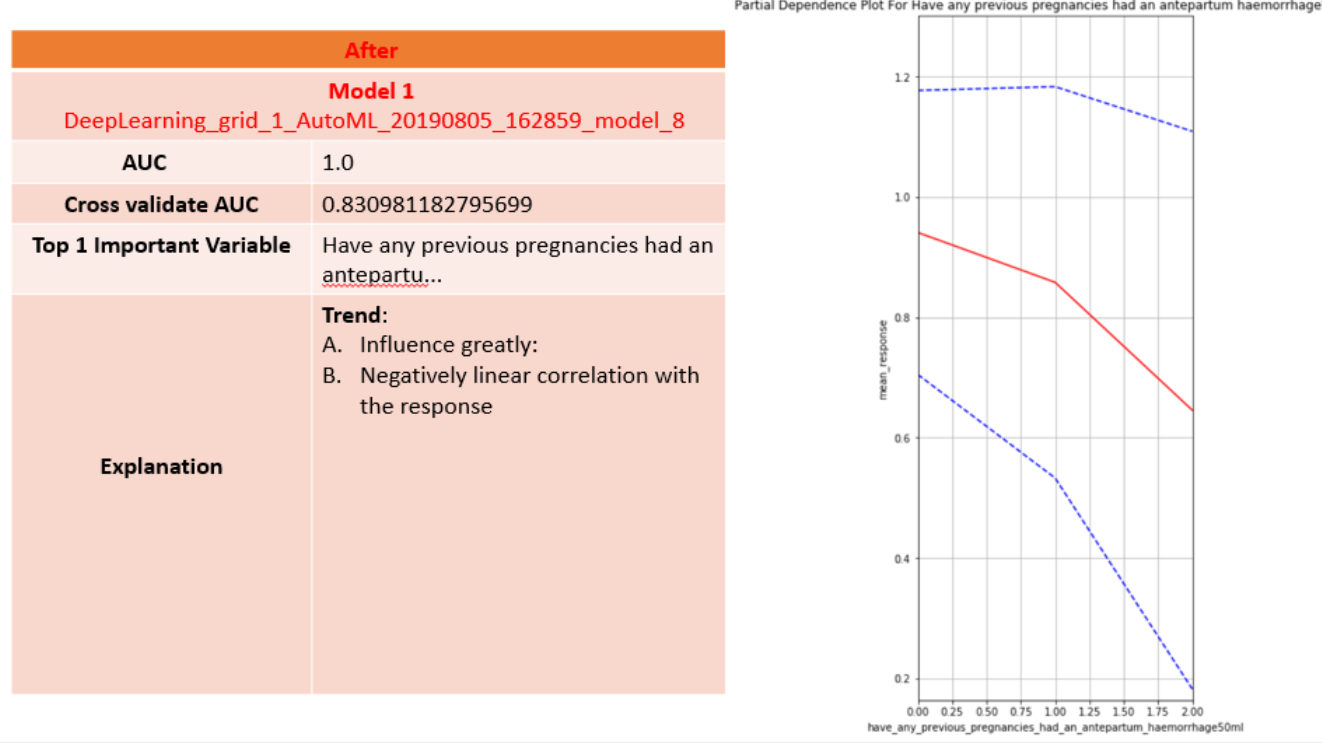 Partial Dependence Plot For Have any previous pregnancies had an antepartum haemorrhage
After
Model 1
DeepLearning_grid_1_AutoML_20190805_162859_model_8
AUC 1.0
Cross validate AUC 0.830981182795699
Top 1 Important Variable Have any previous pregnancies had an
antepartu...
Explanation
Trend:
A. Influence greatly:
B. Negatively linear correlation with
the response
mean_response
1.2
1.0
0.8
0.6
0.4
0.2
0.00 0.25 0.50 0.75 1.00 1.25 1.50 1.75 2.00
have_any_previous_pregnancies_had_an_antepartum_haemorrhage50ml